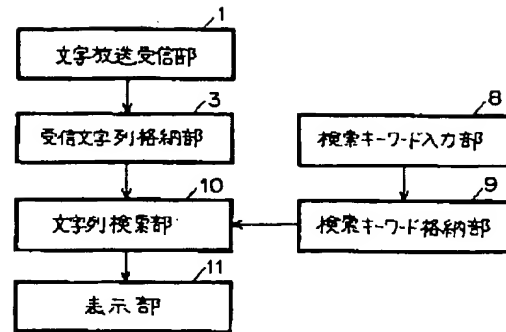 1
文字放送受信部
3
受信文字列格納部
8
検索キーワード入力部
10
文字列検索部
9
検索キーワード格納部
11
表示部